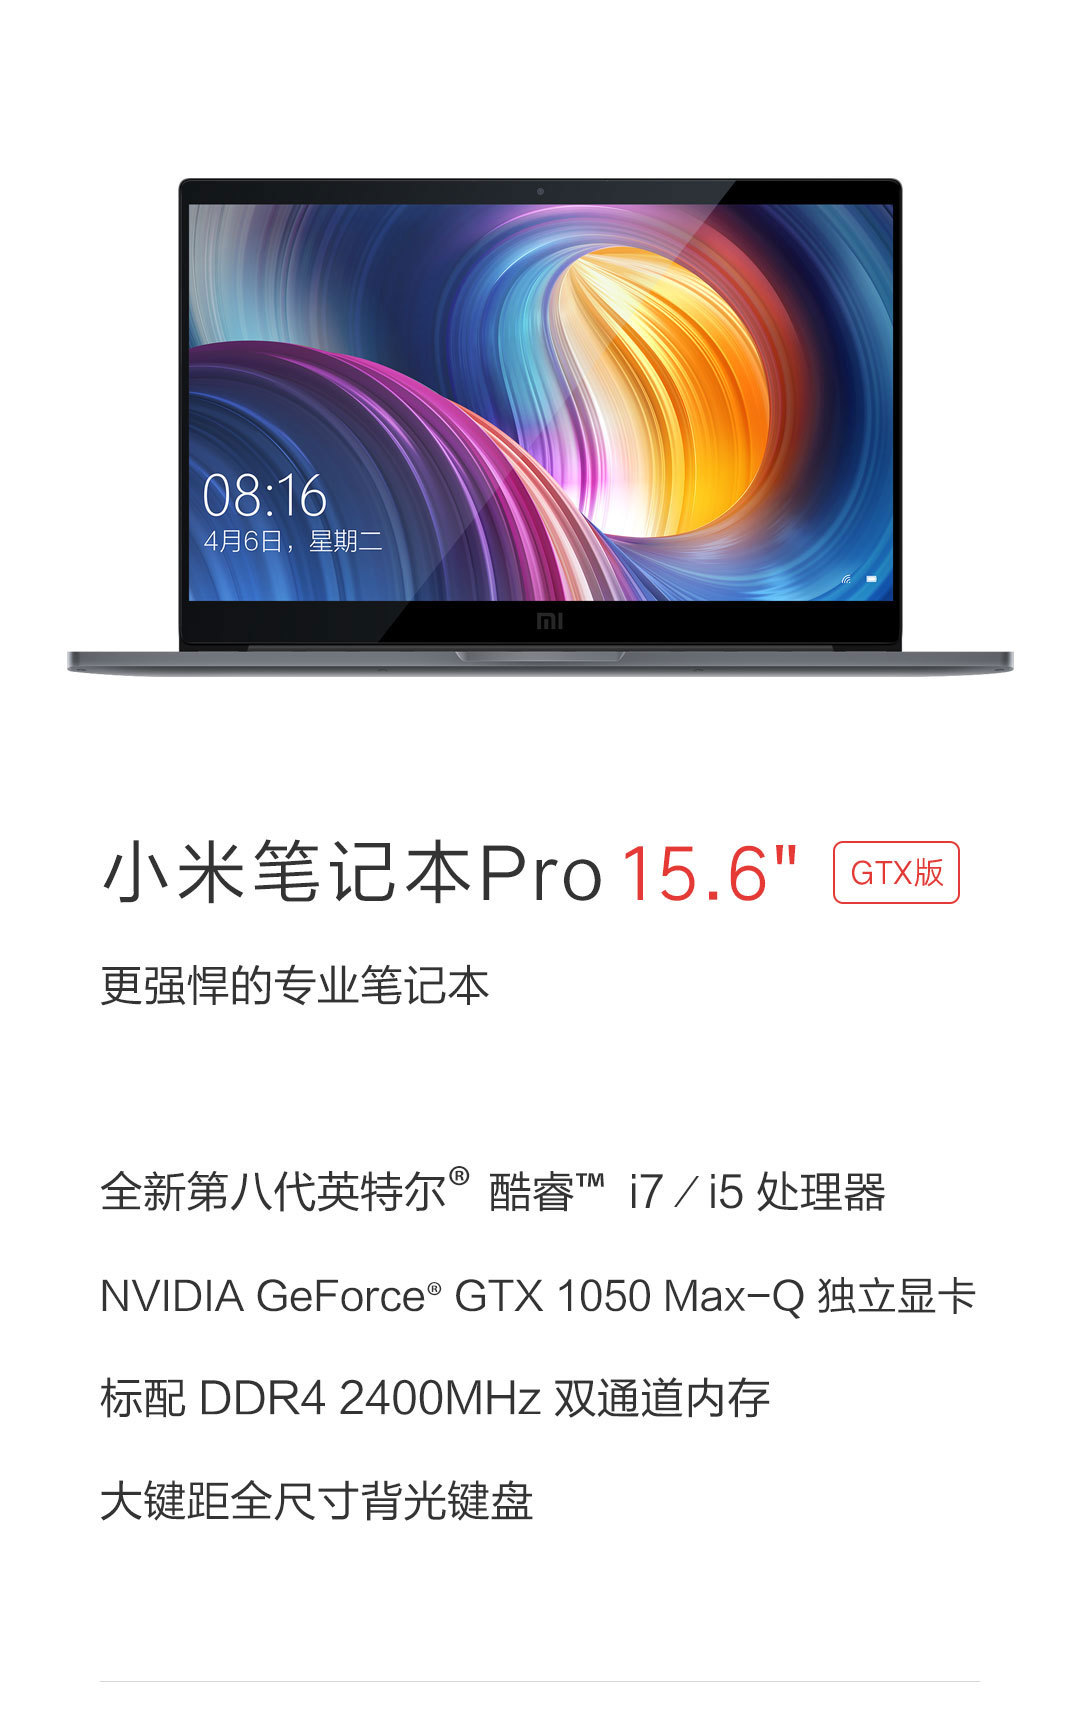 08:16
4月6日，星期二
mi
小米笔记本Pro 15.6" GTX版
更强悍的专业笔记本
全新第八代英特尔® 酷睿™ i7 / i5 处理器
NVIDIA GeForce® GTX 1050 Max-Q 独立显卡
标配 DDR4 2400MHz 双通道内存
大键距全尺寸背光键盘